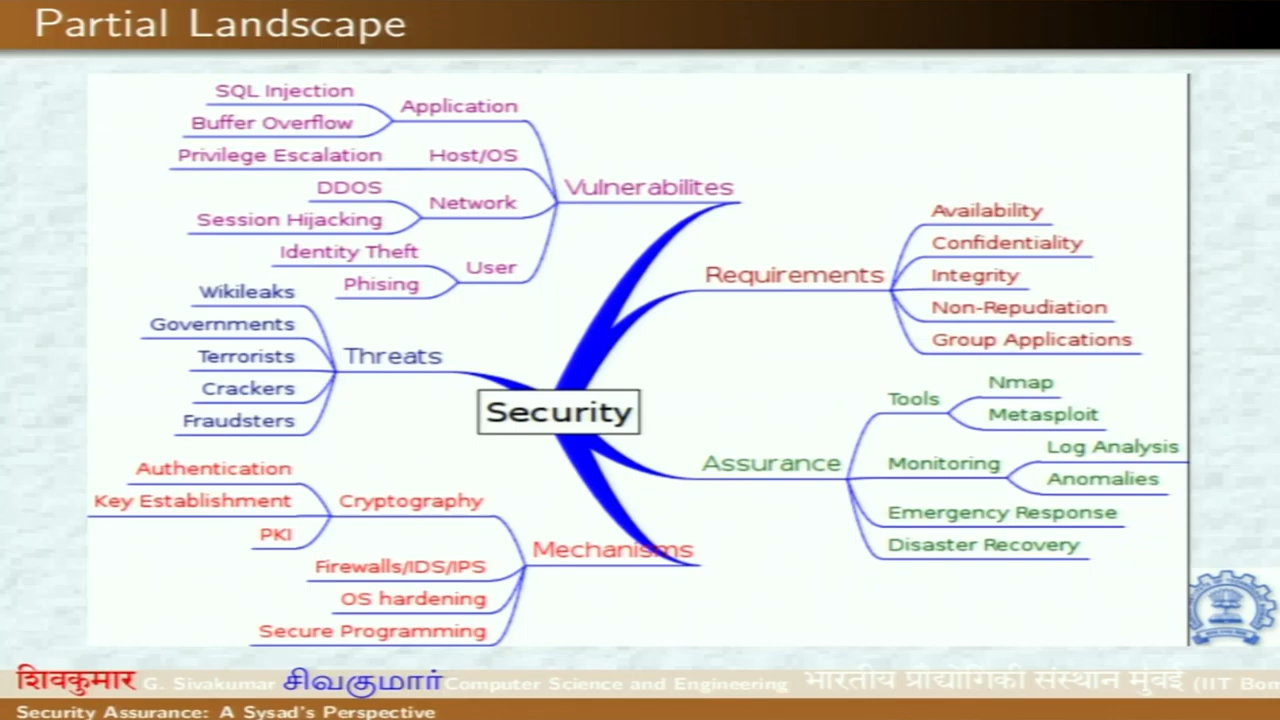 Partial Landscape
SQL Injection
Buffer Overflow
Application
Privilege Escalation
Host/OS
DDOS
Session Hijacking
Network
Identity Theft
Phising
User
Vulnerabilites
Wikileaks
Governments
Terrorists
Crackers
Fraudsters
Threats
Authentication
Key Establishment
PKI
Cryptography
Firewalls/IDS/IPS
OS hardening
Secure Programming
Mechanisms
Security
Requirements
Availability
Confidentiality
Integrity
Non-Repudiation
Group Applications
Assurance
Tools
Nmap
Metasploit
Monitoring
Log Analysis
Anomalies
Emergency Response
Disaster Recovery
शिवकुमार G. Sivakumar சிவகுமார் Computer Science and Engineering भारतीय प्रौद्योगिकी संस्थान मुंबई (IIT Bom
Security Assurance: A Sysad's Perspective